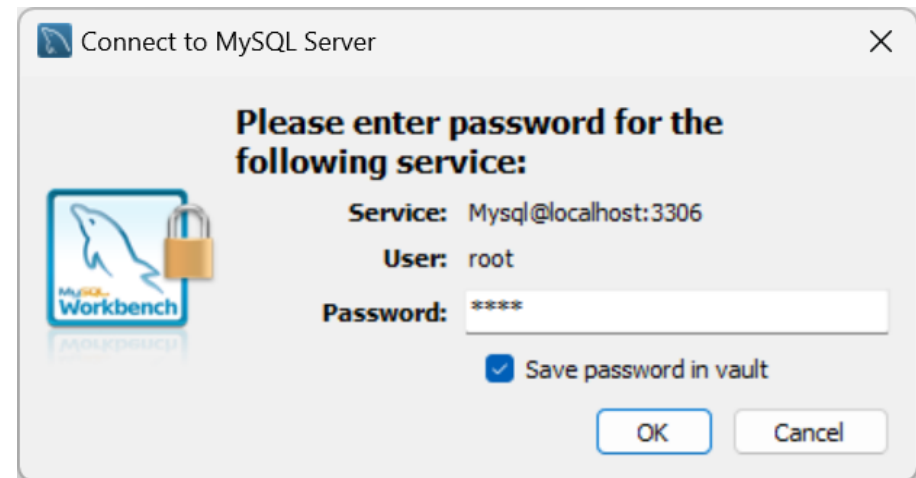 Connect to MySQL Server
Please enter password for the
following service:
Service: Mysql@localhost:3306
User: root
Password: ****
Save password in vault
OK Cancel
MySQL
Workbench